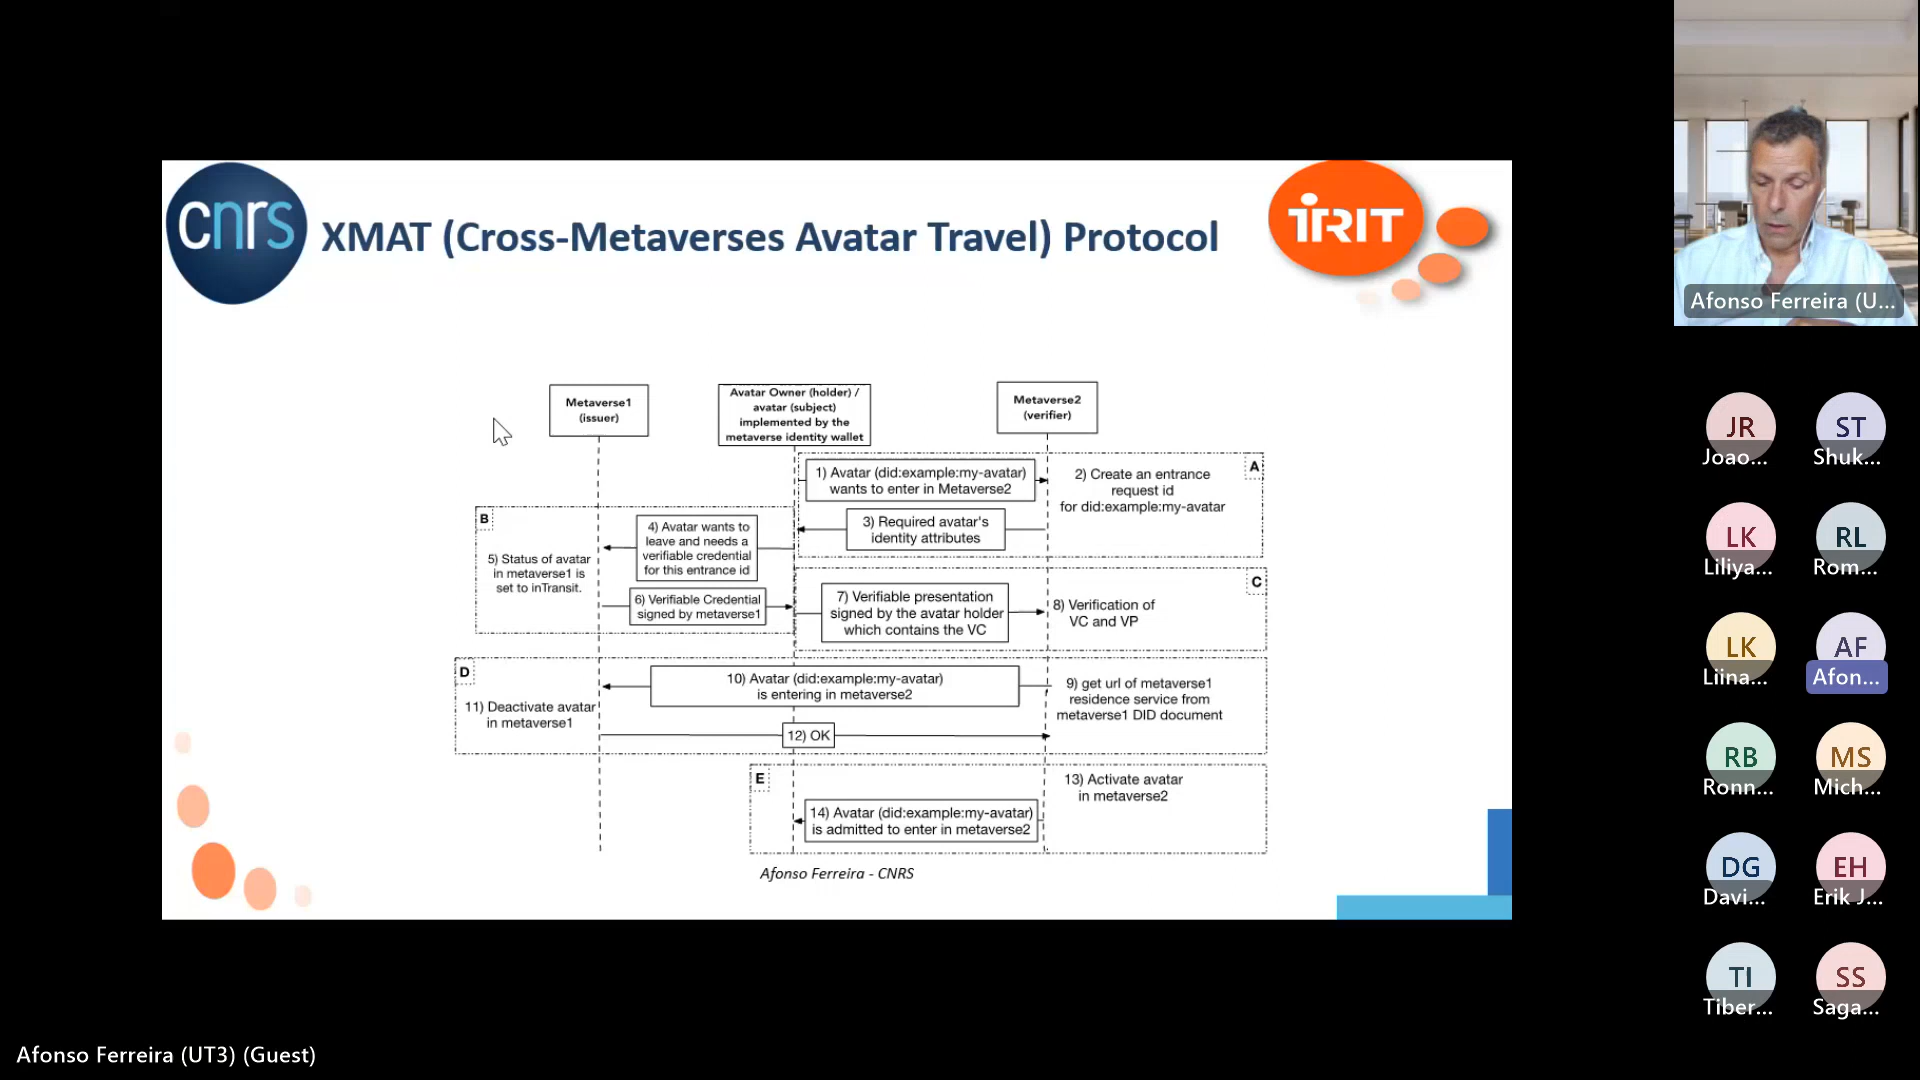 cnrs
XMAT (Cross-Metaverses Avatar Travel) Protocol
iRIT
Metaverse1
(issuer)
Avatar Owner (holder) /
avatar (subject)
implemented by the
metaverse identity wallet
Metaverse2
(verifier)
A
1) Avatar (did:example:my-avatar)
wants to enter in Metaverse2
2) Create an entrance
request id
for did:example:my-avatar
3) Required avatar's
identity attributes
B
4) Avatar wants to
leave and needs a
verifiable credential
for this entrance id
5) Status of avatar
in metaverse1 is
set to inTransit.
6) Verifiable Credential
signed by metaverse1
C
7) Verifiable presentation
signed by the avatar holder
which contains the VC
8) Verification of
VC and VP
D
9) get url of metaverse1
residence service from
metaverse1 DID document
10) Avatar (did:example:my-avatar)
is entering in metaverse2
11) Deactivate avatar
in metaverse1
12) OK
E
13) Activate avatar
in metaverse2
14) Avatar (did:example:my-avatar)
is admitted to enter in metaverse2
Afonso Ferreira - CNRS
Afonso Ferreira (U...
JR
Joao...
ST
Shuk...
LK
Liliya...
RL
Rom...
LK
Liina...
AF
Afon...
RB
Ronn...
MS
Mich...
DG
Davi...
EH
Erik J...
TI
Tiber...
SS
Saga...
Afonso Ferreira (UT3) (Guest)